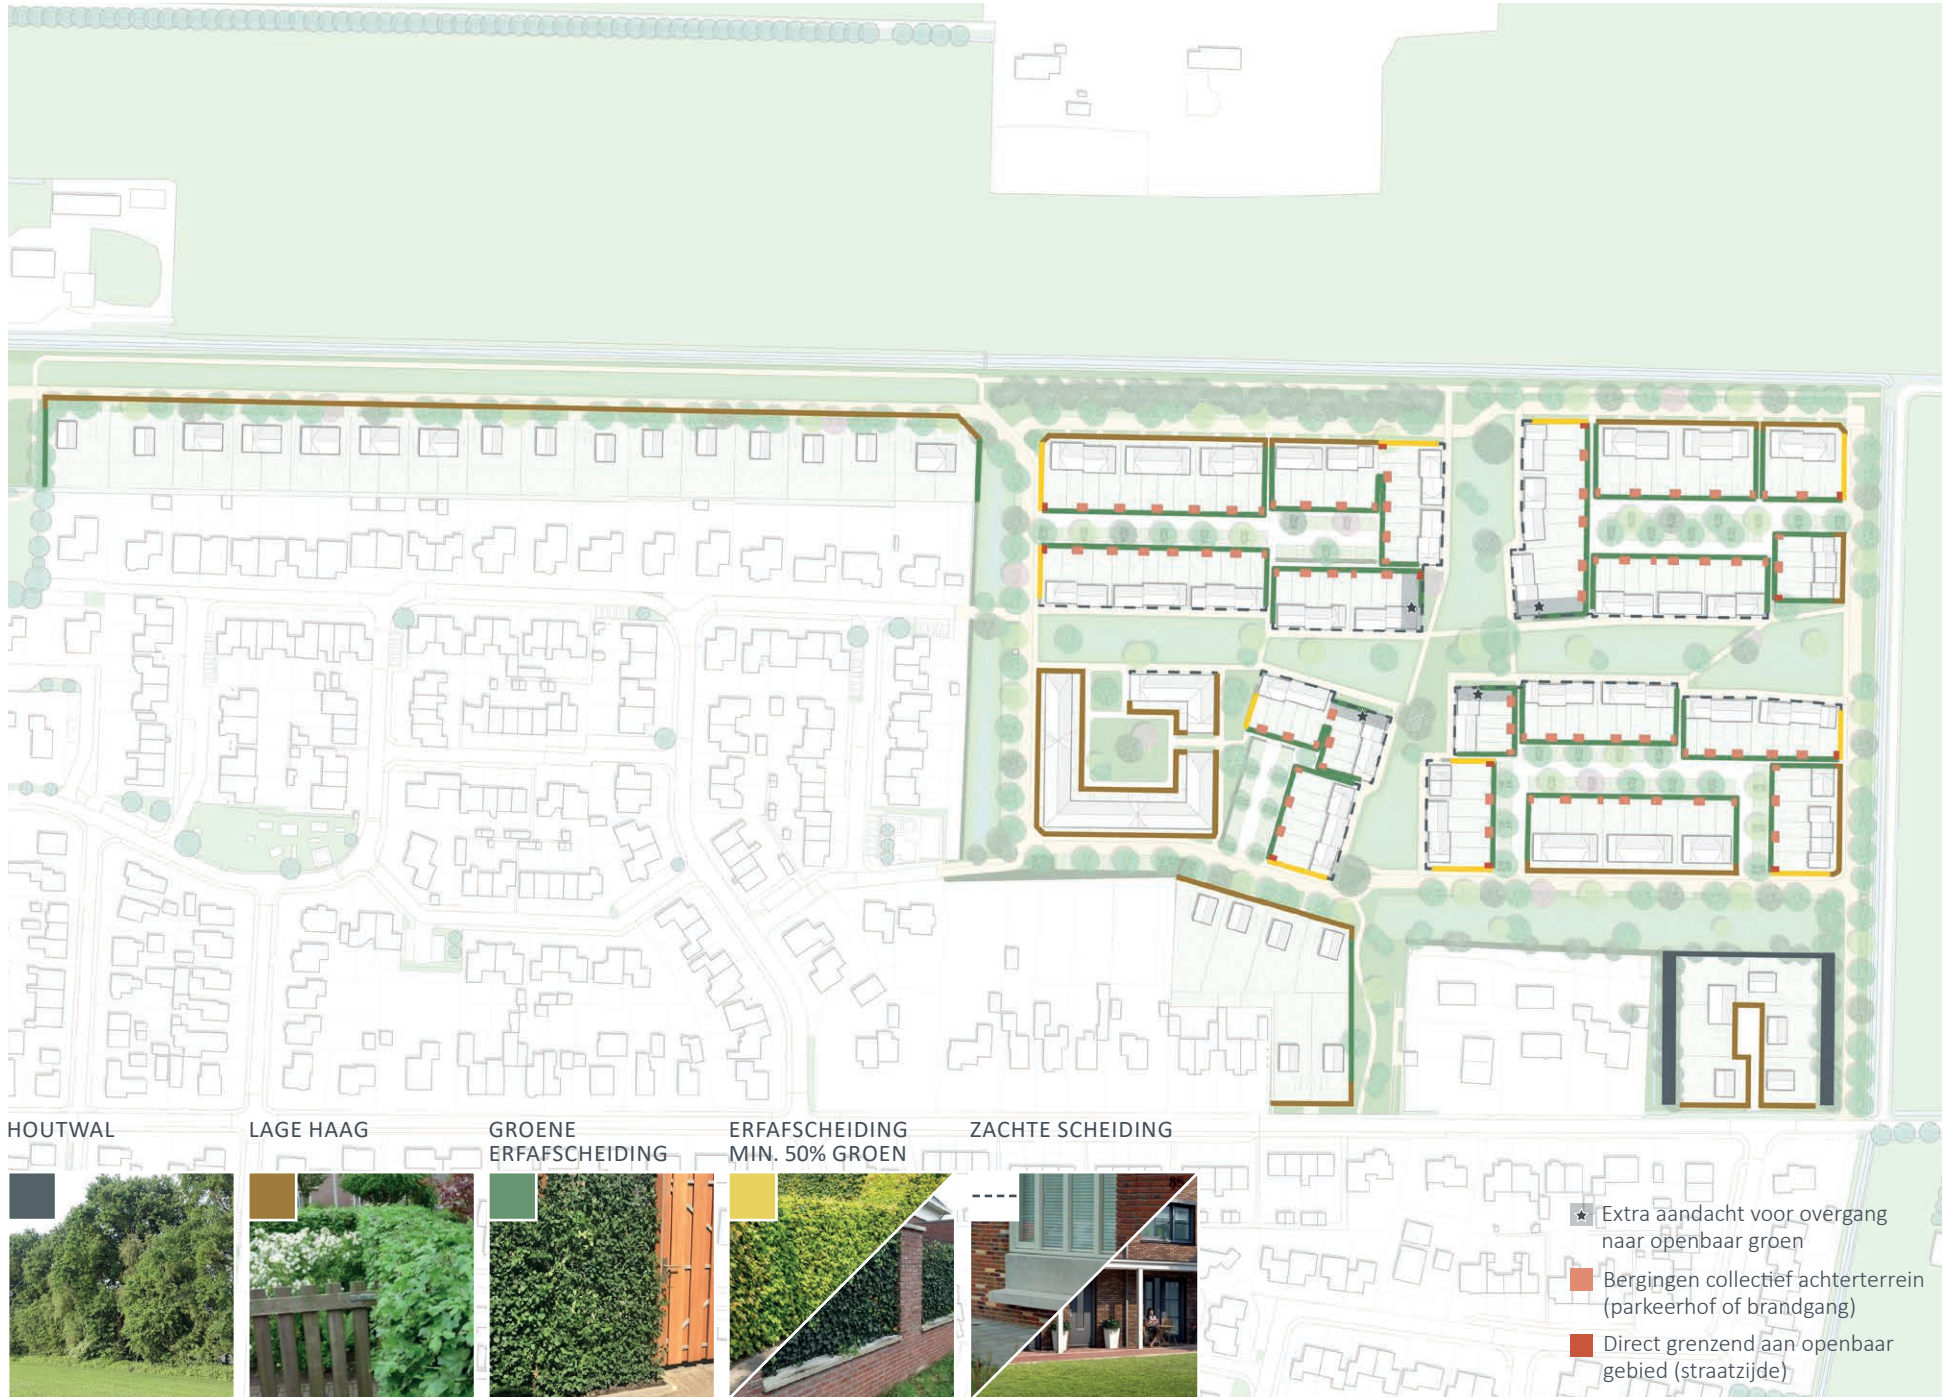 HOUTWAL
LAGE HAAG
GROENE
ERFAFSCHEIDING
ERFAFSCHEIDING
MIN. 50% GROEN
ZACHTE SCHEIDING
Extra aandacht voor overgang
naar openbaar groen
Bergingen collectief achterterrein
(parkeerhof of brandgang)
Direct grenzend aan openbaar
gebied (straatzijde)